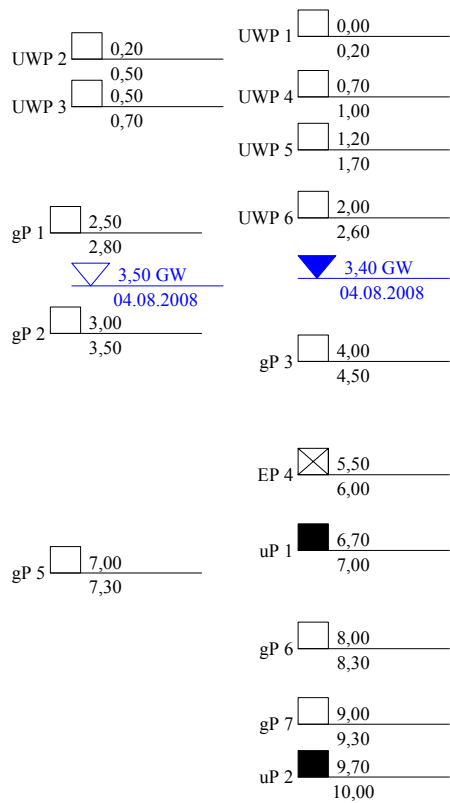 UWP 1 0,00
0,20
UWP 2 0,20
0,50
UWP 3 0,50
0,70
UWP 4 0,70
1,00
UWP 5 1,20
1,70
UWP 6 2,00
2,60
gP 1 2,50
2,80
3,50 GW
04.08.2008
3,40 GW
04.08.2008
gP 2 3,00
3,50
gP 3 4,00
4,50
EP 4 5,50
6,00
uP 1 6,70
7,00
gP 5 7,00
7,30
gP 6 8,00
8,30
gP 7 9,00
9,30
uP 2 9,70
10,00